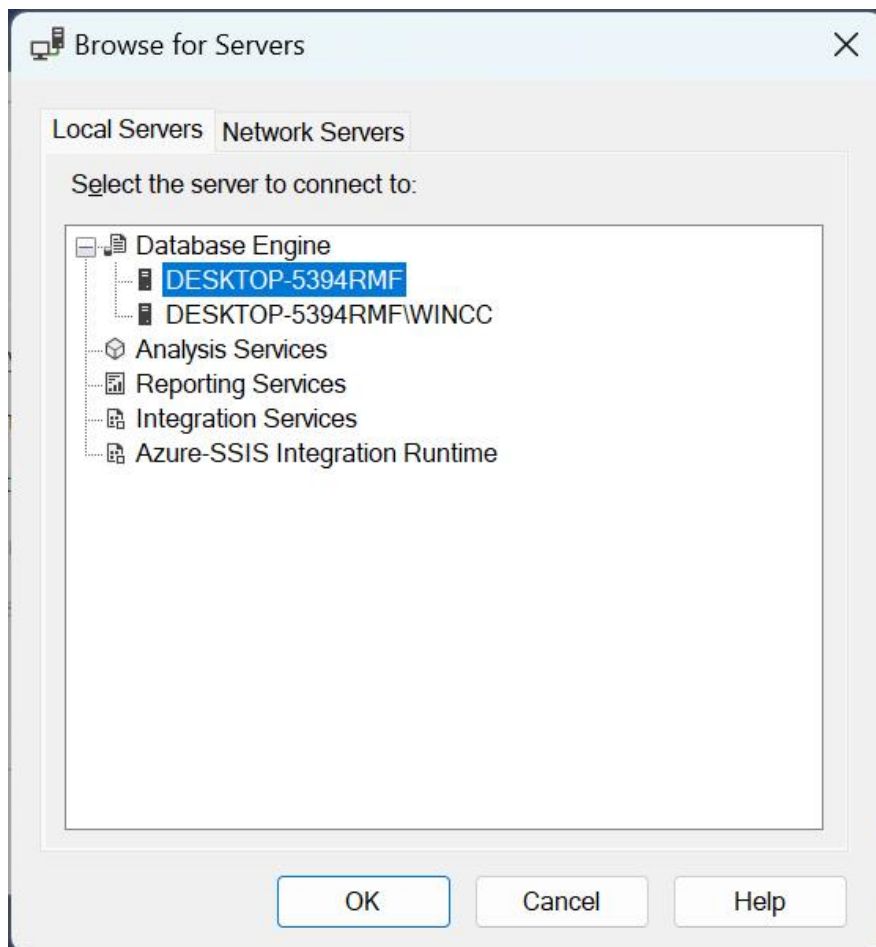 Browse for Servers
Local Servers Network Servers
Select the server to connect to:
Database Engine
DESKTOP-5394RMF
DESKTOP-5394RMF\WINCC
Analysis Services
Reporting Services
Integration Services
Azure-SSIS Integration Runtime
OK Cancel Help